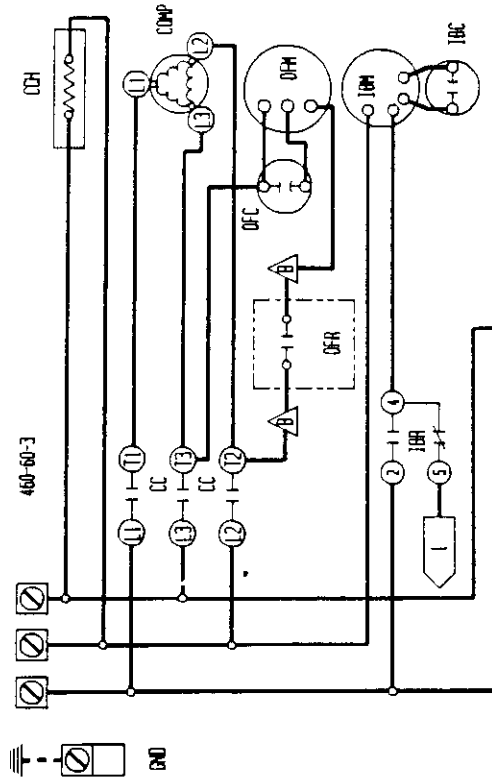 CCH
COMP
L1
L2
L3
OFM
OFC
IBM
IBC
B
OFR
B
460-60-3
T1
CC
T3
CC
T2
L1
L3
L2
4
IBR
2
5
1
GND